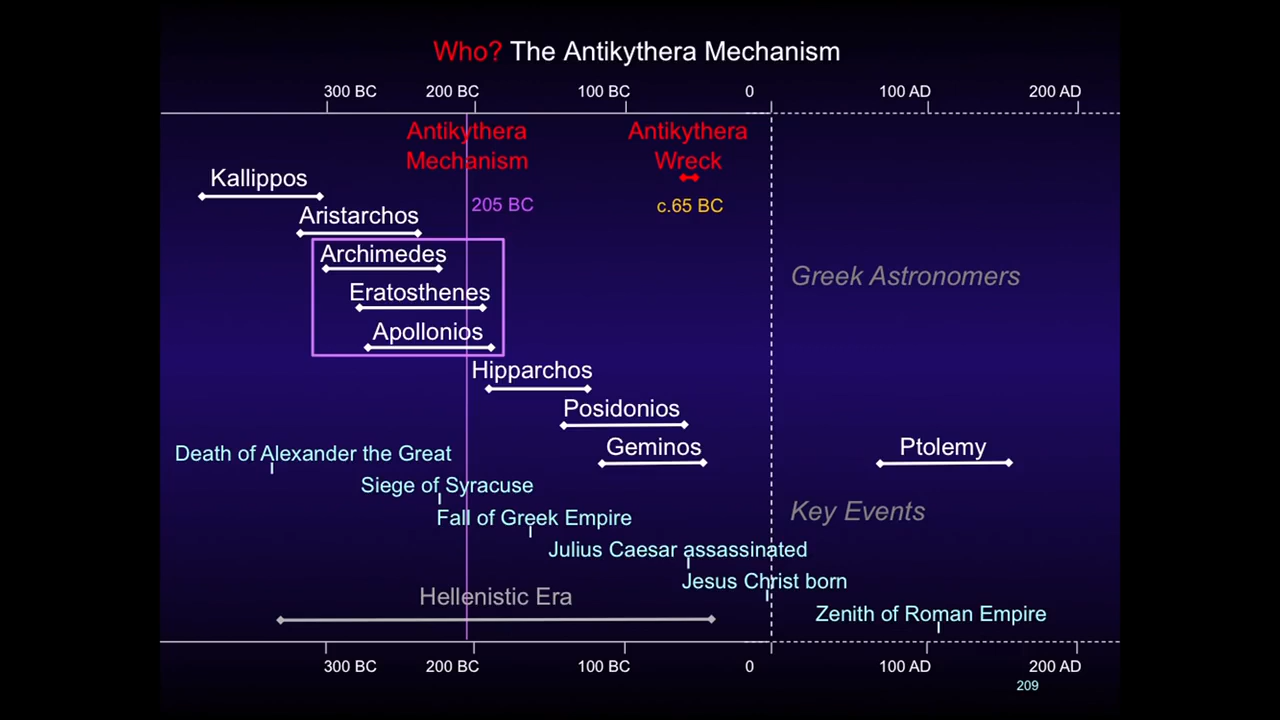 Who? The Antikythera Mechanism
300 BC 200 BC 100 BC 0 100 AD 200 AD
Antikythera
Mechanism
Antikythera
Wreck
Kallippos
205 BC
c.65 BC
Aristarchos
Archimedes
Greek Astronomers
Eratosthenes
Apollonios
Hipparchos
Posidonios
Geminos
Ptolemy
Death of Alexander the Great
Siege of Syracuse
Key Events
Fall of Greek Empire
Julius Caesar assassinated
Jesus Christ born
Hellenistic Era
Zenith of Roman Empire
300 BC 200 BC 100 BC 0 100 AD 200 AD
209